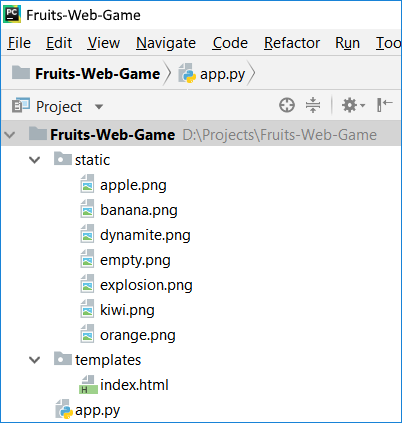 PC Fruits-Web-Game
File Edit View Navigate Code Refactor Run Too
Fruits-Web-Game app.py
Project
Fruits-Web-Game D:\Projects\Fruits-Web-Game
static
apple.png
banana.png
dynamite.png
empty.png
explosion.png
kiwi.png
orange.png
templates
H index.html
app.py